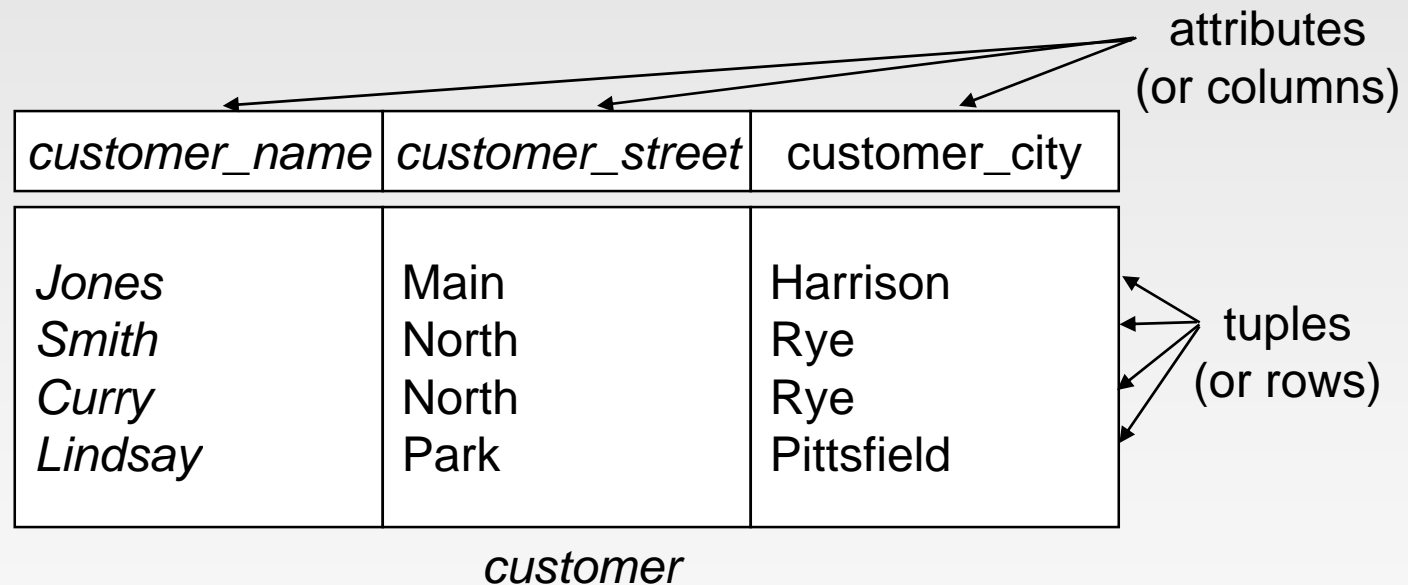 attributes
(or columns)
customer_name customer_street customer_city
Jones Main Harrison
Smith North Rye
Curry North Rye
Lindsay Park Pittsfield
tuples
(or rows)
customer